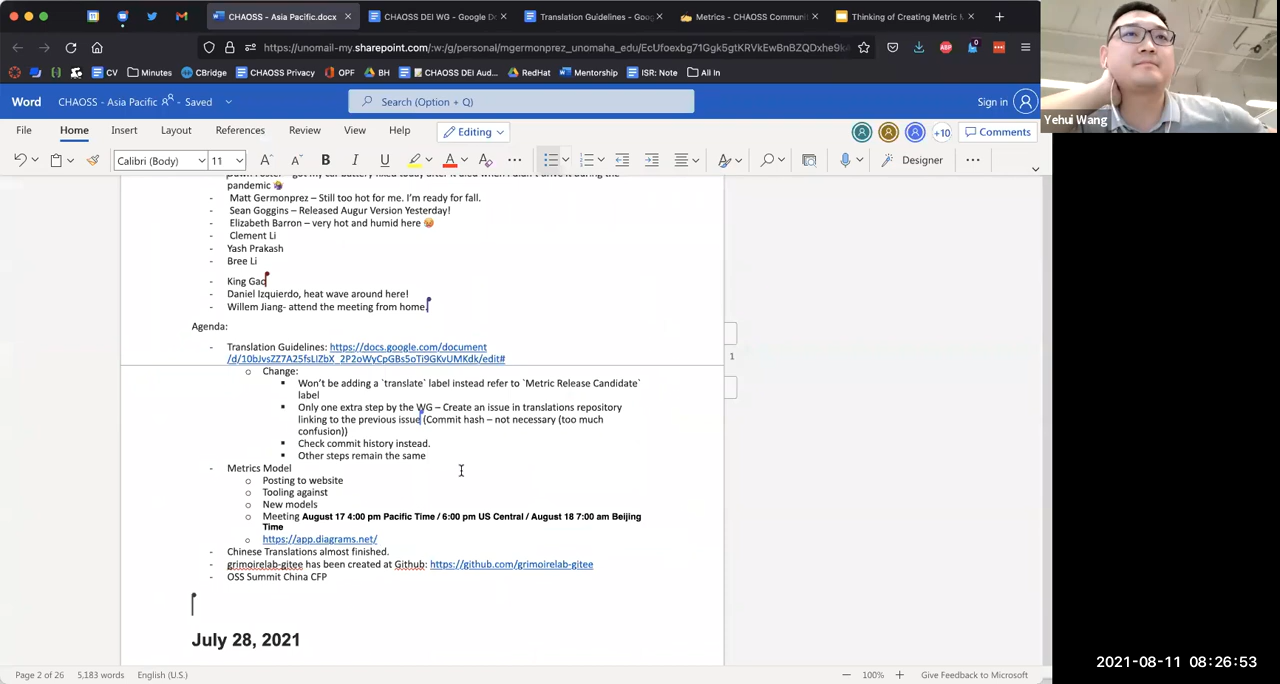 CHAOSS - Asia Pacific.docx
CHAOSS DEI WG - Google D
Translation Guidelines - Goog
Metrics - CHAOSS Communi
Thinking of Creating Metric M
https://unomail-my.sharepoint.com/:w:/g/personal/mgermonprez_unomaha_edu/
CV Minutes CBridge CHAOSS Privacy OPF BH CHAOSS DEI Aud... RedHat Mentorship ISR: Note All In
Word CHAOSS - Asia Pacific - Saved Search (Option + Q) Sign in
Yehui Wang
File Home Insert Layout References Review View Help Editing +10 Comments
Calibri (Body) 11 B I U A Designer
pandemic
- Matt Germonprez – Still too hot for me. I'm ready for fall.
- Sean Goggins – Released Augur Version Yesterday!
- Elizabeth Barron – very hot and humid here
- Clement Li
- Yash Prakash
- Bree Li
- King Gao
- Daniel Izquierdo, heat wave around here!
- Willem Jiang- attend the meeting from home.
Agenda:
- Translation Guidelines: https://docs.google.com/document
/d/10bJvsZZ7A25fsLIZbX_2P2oWyCpGBs5oTi9GKvUMKdk/edit#
o Change:
▪ Won't be adding a `translate` label instead refer to `Metric Release Candidate`
label
▪ Only one extra step by the WG – Create an issue in translations repository
linking to the previous issue (Commit hash – not necessary (too much
confusion))
▪ Check commit history instead.
▪ Other steps remain the same
- Metrics Model
o Posting to website
o Tooling against
o New models
o Meeting August 17 4:00 pm Pacific Time / 6:00 pm US Central / August 18 7:00 am Beijing
Time
o https://app.diagrams.net/
- Chinese Translations almost finished.
- grimoirelab-gitee has been created at Github: https://github.com/grimoirelab-gitee
- OSS Summit China CFP
1
July 28, 2021
Page 2 of 26 5,183 words English (U.S.) 100% Give Feedback to Microsoft
2021-08-11 08:26:53